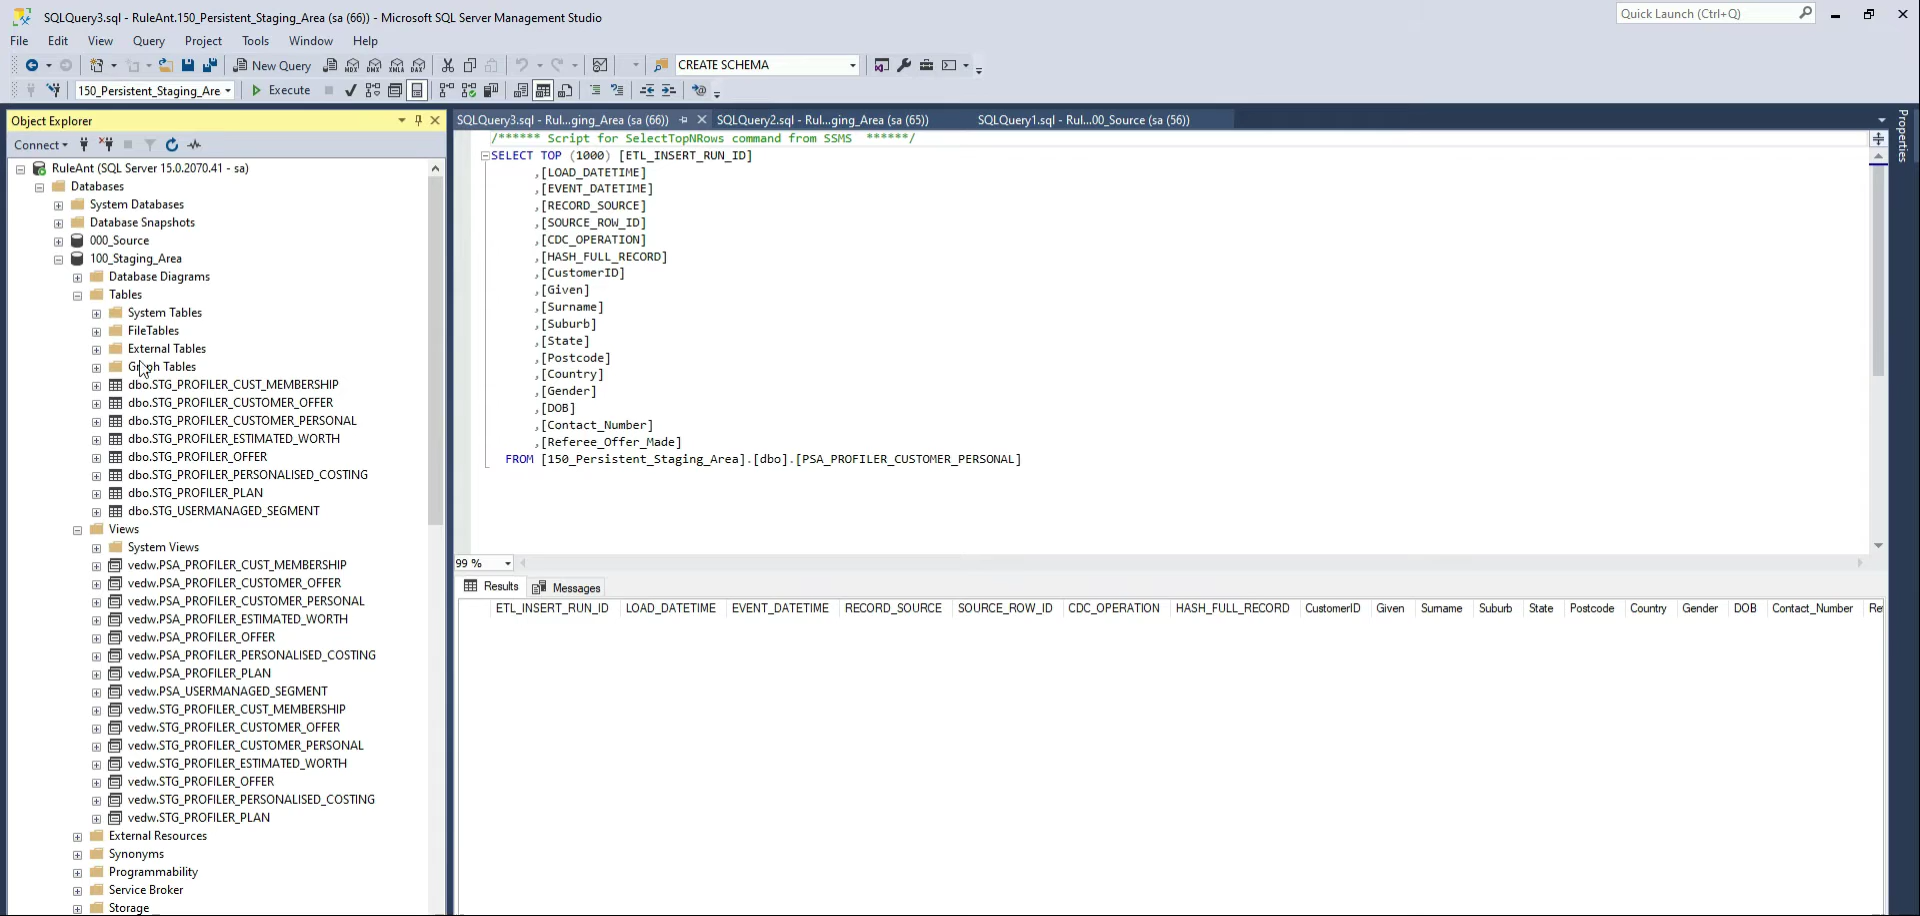 SQLQuery3.sql - RuleAnt.150_Persistent_Staging_Area (sa (66)) - Microsoft SQL Server Management Studio
Quick Launch (Ctrl+Q)
File Edit View Query Project Tools Window Help
New Query
MDX DMX XMLA DAX
CREATE SCHEMA
150_Persistent_Staging_Are
Execute
Object Explorer
Connect
RuleAnt (SQL Server 15.0.2070.41 - sa)
Databases
System Databases
Database Snapshots
000_Source
100_Staging_Area
Database Diagrams
Tables
System Tables
FileTables
External Tables
Graph Tables
dbo.STG_PROFILER_CUST_MEMBERSHIP
dbo.STG_PROFILER_CUSTOMER_OFFER
dbo.STG_PROFILER_CUSTOMER_PERSONAL
dbo.STG_PROFILER_ESTIMATED_WORTH
dbo.STG_PROFILER_OFFER
dbo.STG_PROFILER_PERSONALISED_COSTING
dbo.STG_PROFILER_PLAN
dbo.STG_USERMANAGED_SEGMENT
Views
System Views
vedw.PSA_PROFILER_CUST_MEMBERSHIP
vedw.PSA_PROFILER_CUSTOMER_OFFER
vedw.PSA_PROFILER_CUSTOMER_PERSONAL
vedw.PSA_PROFILER_ESTIMATED_WORTH
vedw.PSA_PROFILER_OFFER
vedw.PSA_PROFILER_PERSONALISED_COSTING
vedw.PSA_PROFILER_PLAN
vedw.PSA_USERMANAGED_SEGMENT
vedw.STG_PROFILER_CUST_MEMBERSHIP
vedw.STG_PROFILER_CUSTOMER_OFFER
vedw.STG_PROFILER_CUSTOMER_PERSONAL
vedw.STG_PROFILER_ESTIMATED_WORTH
vedw.STG_PROFILER_OFFER
vedw.STG_PROFILER_PERSONALISED_COSTING
vedw.STG_PROFILER_PLAN
External Resources
Synonyms
Programmability
Service Broker
Storage
SQLQuery3.sql - Rul...ging_Area (sa (66)) SQLQuery2.sql - Rul...ging_Area (sa (65)) SQLQuery1.sql - Rul...00_Source (sa (56))
/****** Script for SelectTopNRows command from SSMS ******/
SELECT TOP (1000) [ETL_INSERT_RUN_ID]
,[LOAD_DATETIME]
,[EVENT_DATETIME]
,[RECORD_SOURCE]
,[SOURCE_ROW_ID]
,[CDC_OPERATION]
,[HASH_FULL_RECORD]
,[CustomerID]
,[Given]
,[Surname]
,[Suburb]
,[State]
,[Postcode]
,[Country]
,[Gender]
,[DOB]
,[Contact_Number]
,[Referee_Offer_Made]
FROM [150_Persistent_Staging_Area].[dbo].[PSA_PROFILER_CUSTOMER_PERSONAL]
99 %
Results Messages
ETL_INSERT_RUN_ID LOAD_DATETIME EVENT_DATETIME RECORD_SOURCE SOURCE_ROW_ID CDC_OPERATION HASH_FULL_RECORD CustomerID Given Surname Suburb State Postcode Country Gender DOB Contact_Number Re
Properties